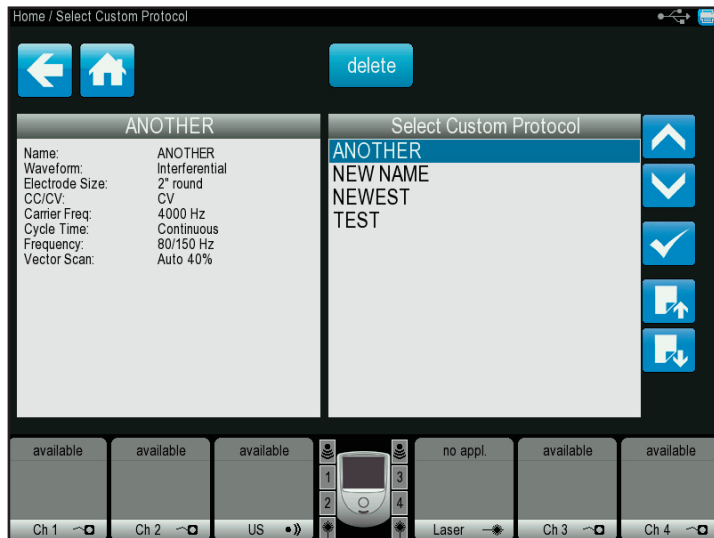 Home / Select Custom Protocol
delete
ANOTHER
Name: ANOTHER
Waveform: Interferential
Electrode Size: 2" round
CC/CV: CV
Carrier Freq: 4000 Hz
Cycle Time: Continuous
Frequency: 80/150 Hz
Vector Scan: Auto 40%
Select Custom Protocol
ANOTHER
NEW NAME
NEWEST
TEST
available
Ch 1
available
Ch 2
available
US
1
2
3
4
no appl.
Laser
available
Ch 3
available
Ch 4